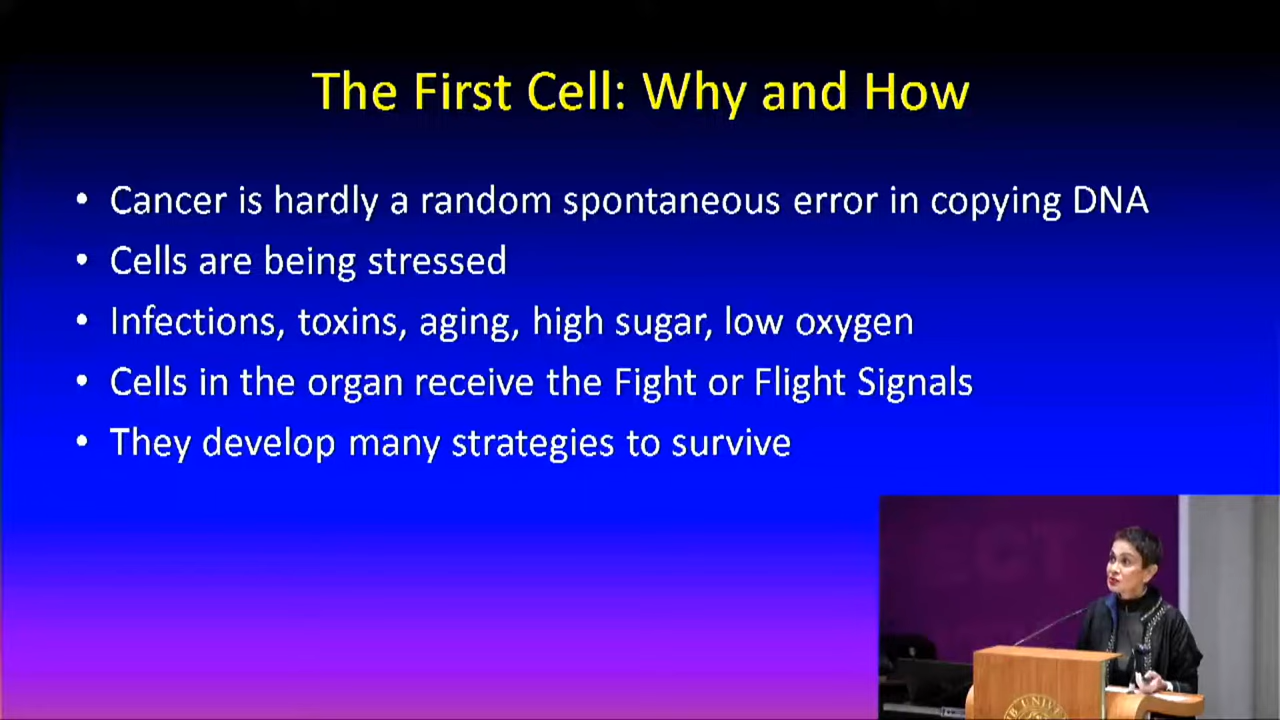 The First Cell: Why and How
• Cancer is hardly a random spontaneous error in copying DNA
• Cells are being stressed
• Infections, toxins, aging, high sugar, low oxygen
• Cells in the organ receive the Fight or Flight Signals
• They develop many strategies to survive
ECT